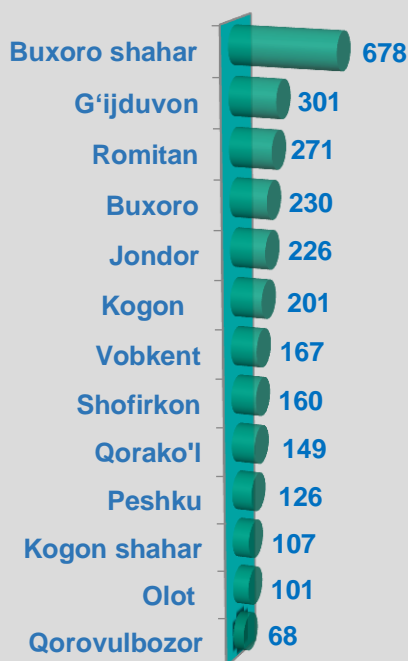 Buxoro shahar 678
G‘ijduvon 301
Romitan 271
Buxoro 230
Jondor 226
Kogon 201
Vobkent 167
Shofirkon 160
Qorako'l 149
Peshku 126
Kogon shahar 107
Olot 101
Qorovulbozor 68